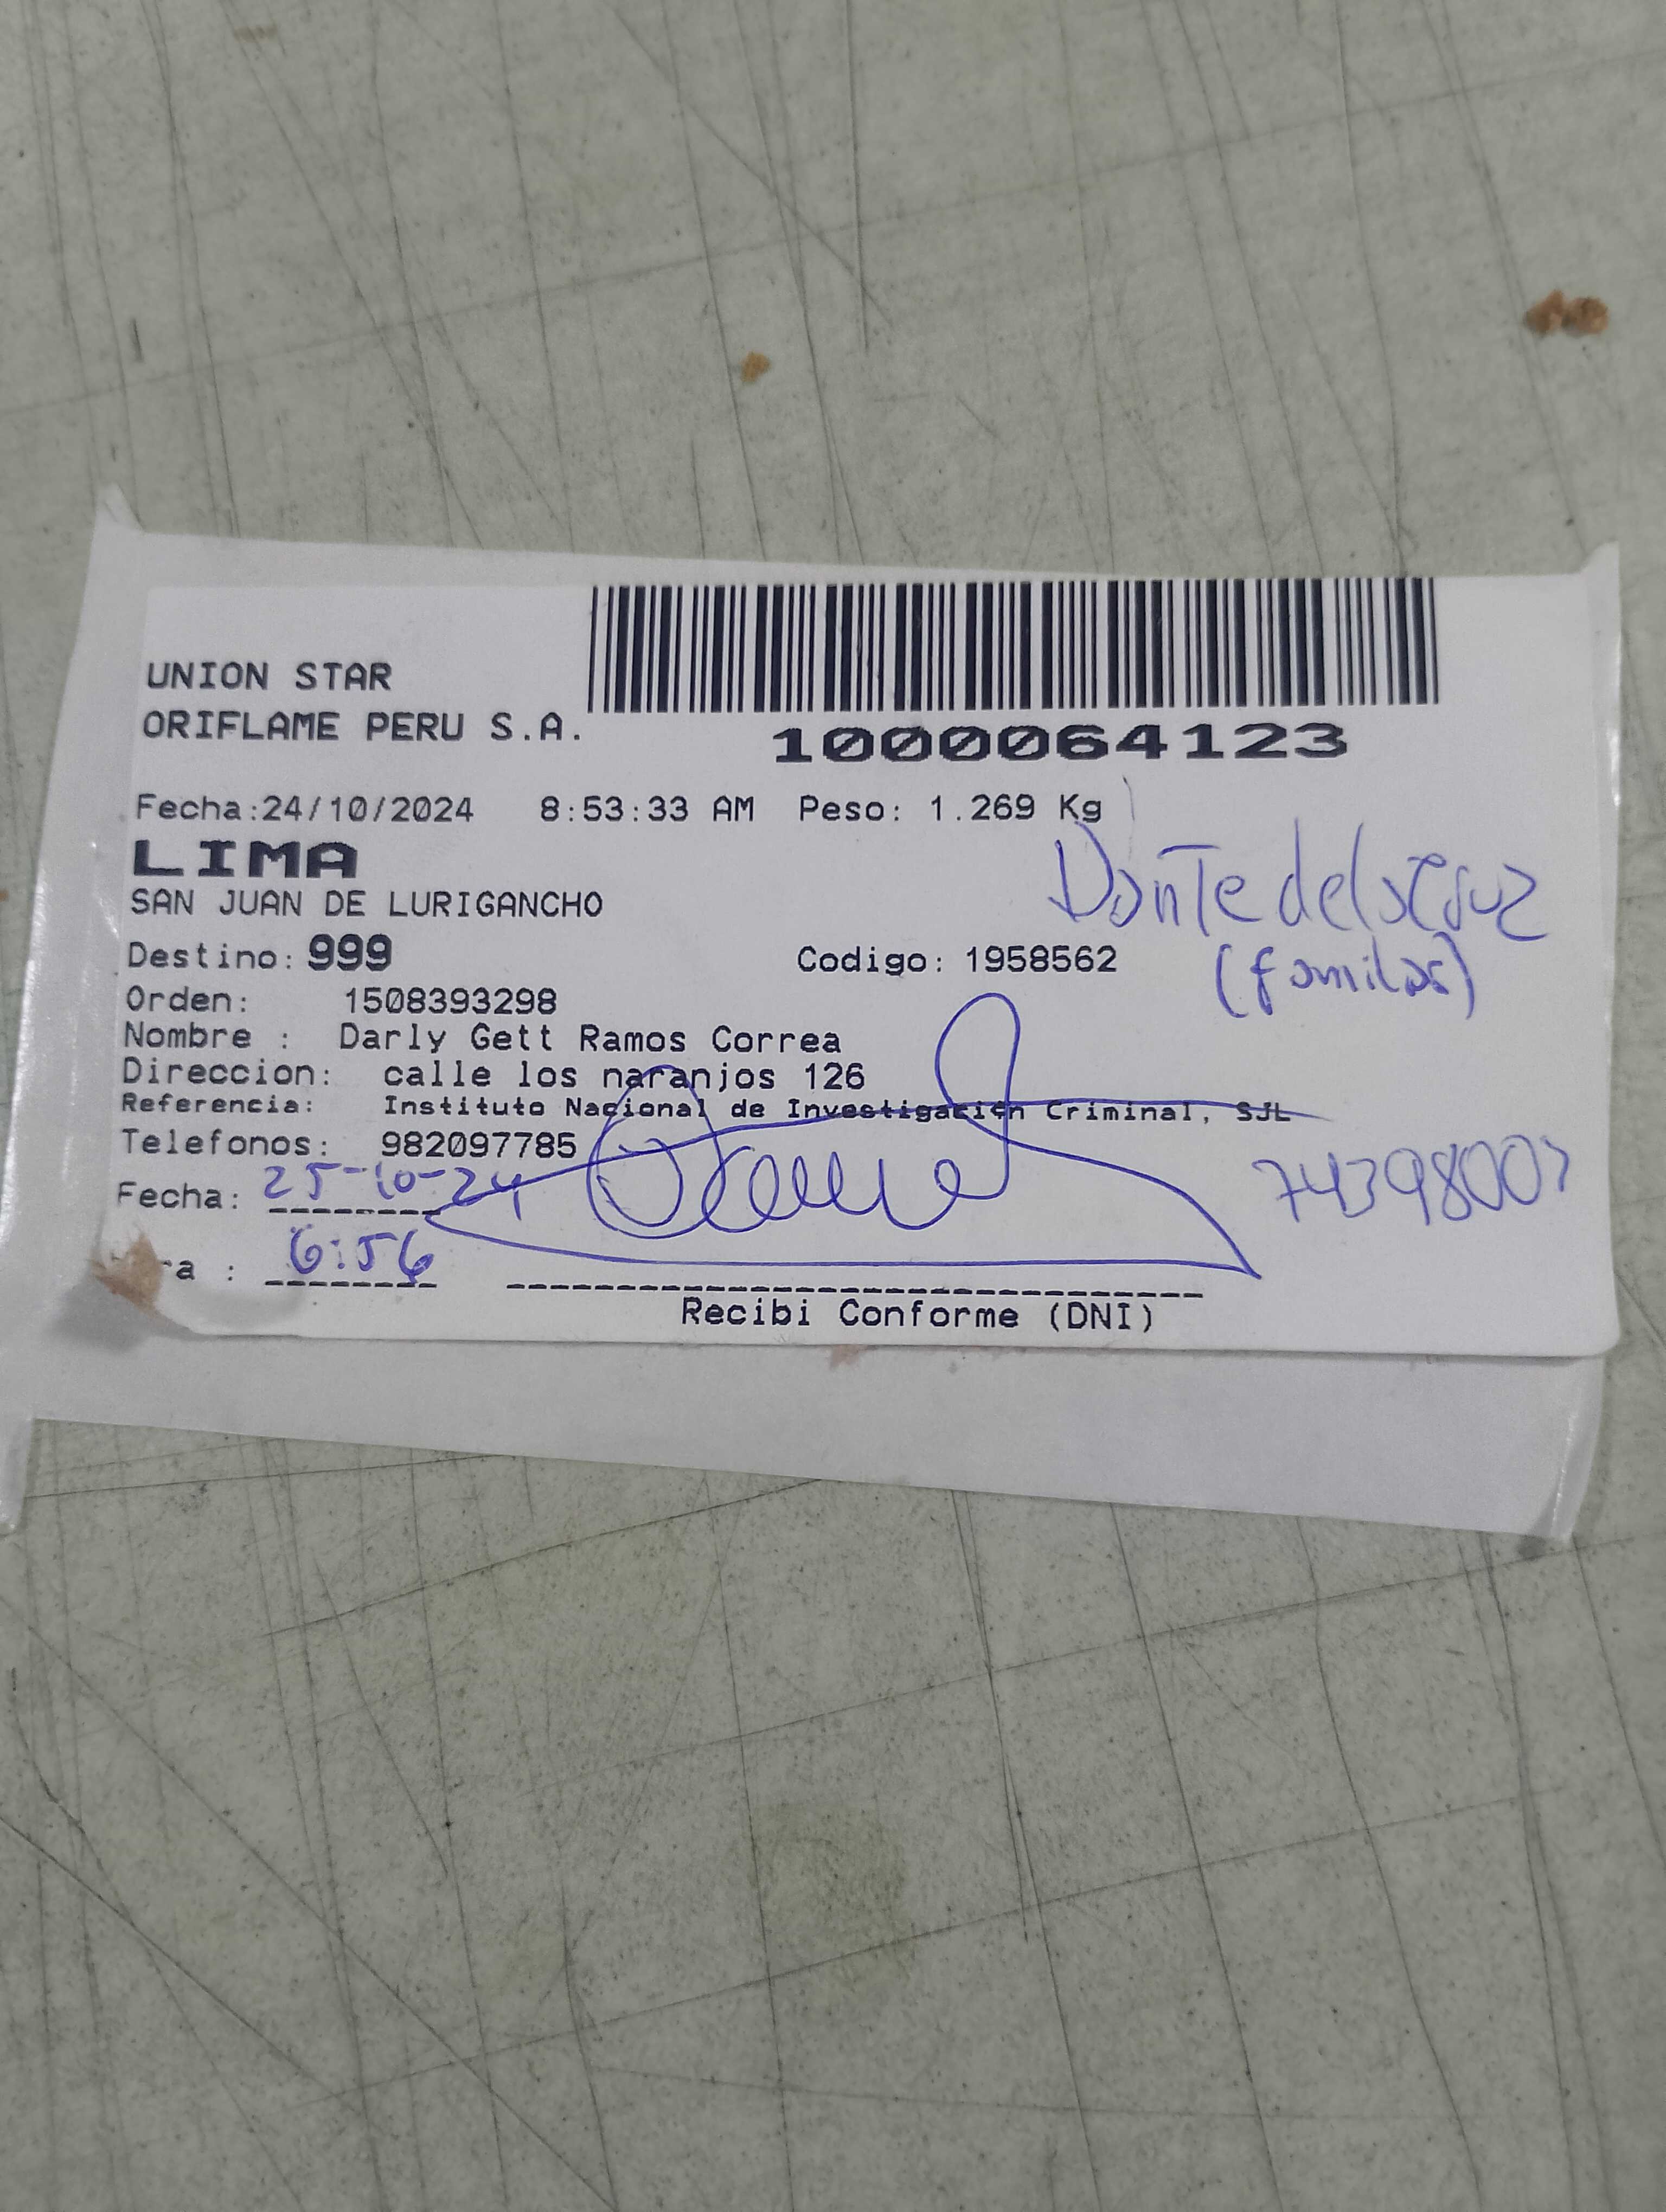 UNION STAR
ORIFLAME PERU S.A.
1000064123
Fecha:24/10/2024 8:53:33 AM Peso: 1.269 Kg
LIMA
SAN JUAN DE LURIGANCHO
Destino: 999 Codigo: 1958562
Orden: 1508393298
Nombre : Darly Gett Ramos Correa
Direccion: calle los naranjos 126
Referencia: Instituto Nacional de Investigación Criminal, SJL
Telefonos: 982097785
Fecha: 25-10-24
ra : 6:56
Recibi Conforme (DNI)